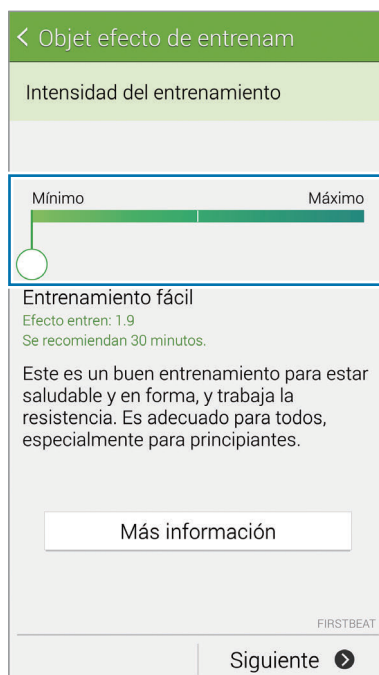 Objet efecto de entrenam
Intensidad del entrenamiento
Mínimo Máximo
Entrenamiento fácil
Efecto entren: 1.9
Se recomiendan 30 minutos.
Este es un buen entrenamiento para estar
saludable y en forma, y trabaja la
resistencia. Es adecuado para todos,
especialmente para principiantes.
Más información
FIRSTBEAT
Siguiente